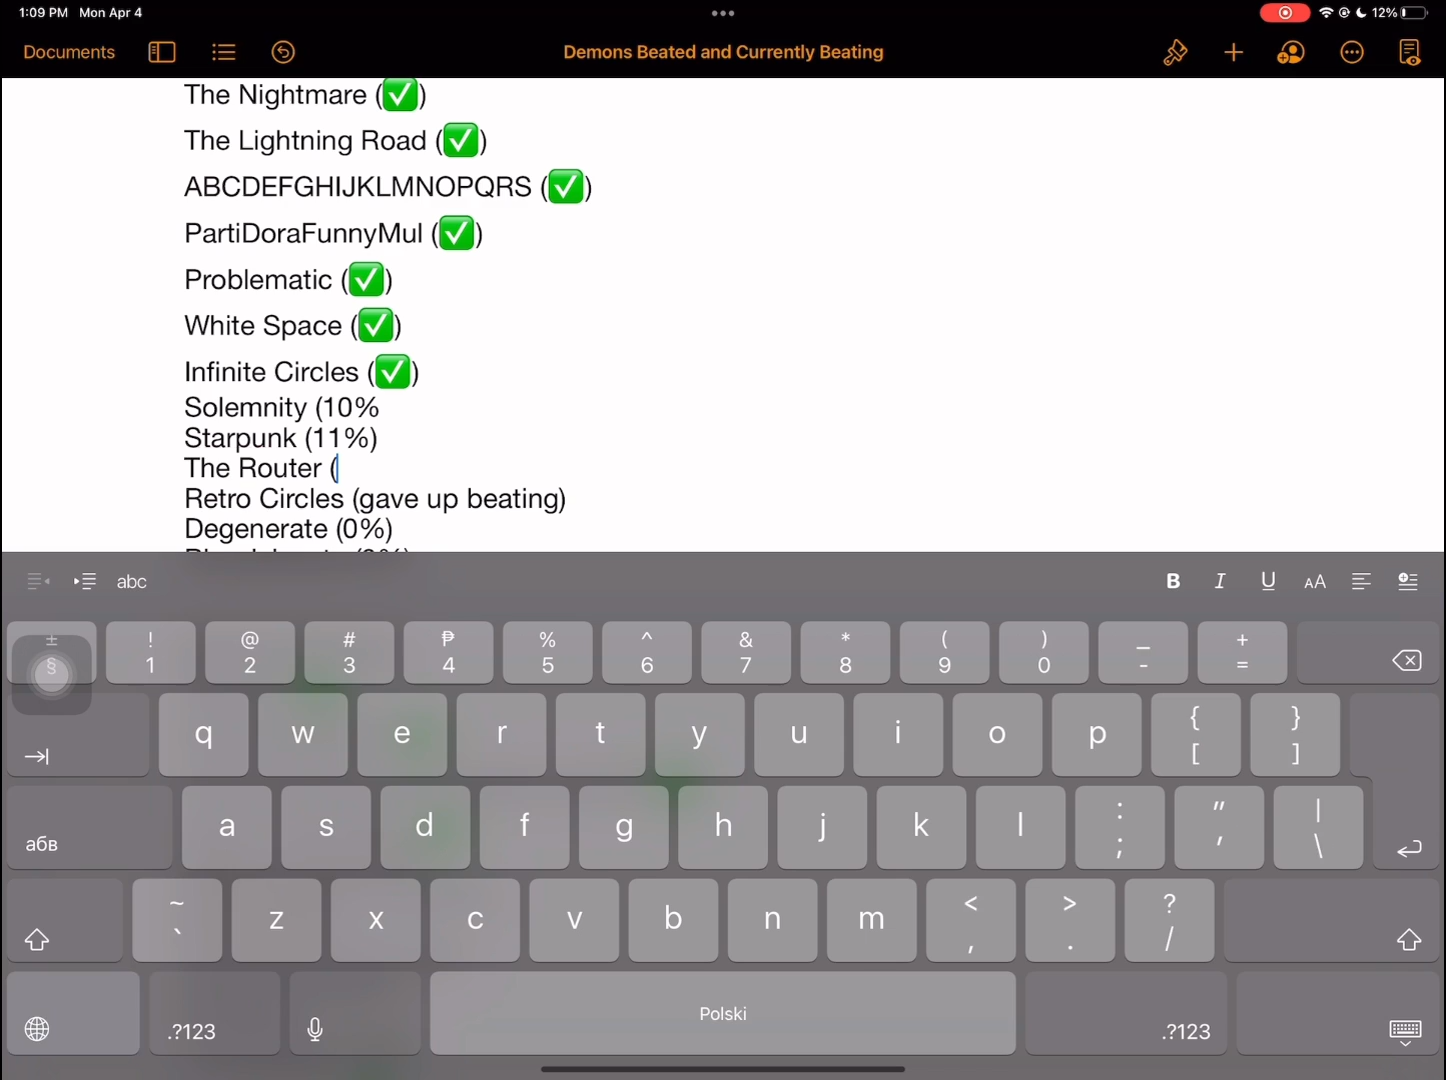 1:09 PM Mon Apr 4
12%
Documents
Demons Beated and Currently Beating
The Nightmare (✅)
The Lightning Road (✅)
ABCDEFGHIJKLMNOPQRS (✅)
PartiDoraFunnyMul (✅)
Problematic (✅)
White Space (✅)
Infinite Circles (✅)
Solemnity (10%
Starpunk (11%)
The Router (
Retro Circles (gave up beating)
Degenerate (0%)
abc B I U AA
± ! @ # ₱ % ^ & * ( ) _ +
§ 1 2 3 4 5 6 7 8 9 0 - =
q w e r t y u i o p { }
[ ]
абв a s d f g h j k l : " |
; ' \
~ z x c v b n m < > ?
` , . /
.?123 Polski .?123